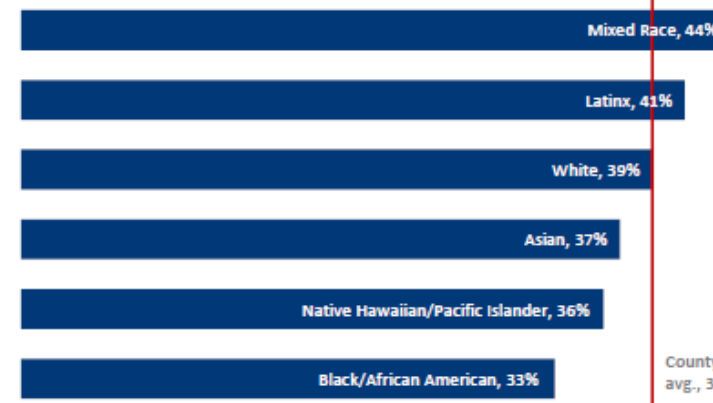 Mixed Race, 44%
Latinx, 41%
White, 39%
Asian, 37%
Native Hawaiian/Pacific Islander, 36%
Black/African American, 33%
avg., 3